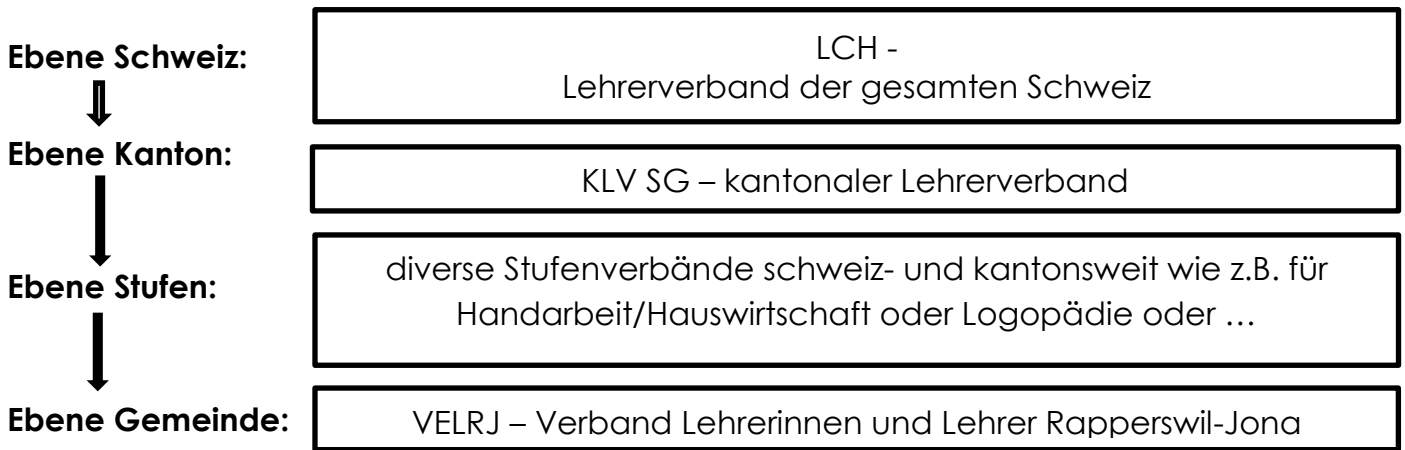 Ebene Schweiz:
LCH -
Lehrerverband der gesamten Schweiz
Ebene Kanton:
KLV SG – kantonaler Lehrerverband
Ebene Stufen:
diverse Stufenverbände schweiz- und kantonsweit wie z.B. für
Handarbeit/Hauswirtschaft oder Logopädie oder …
Ebene Gemeinde:
VELRJ – Verband Lehrerinnen und Lehrer Rapperswil-Jona